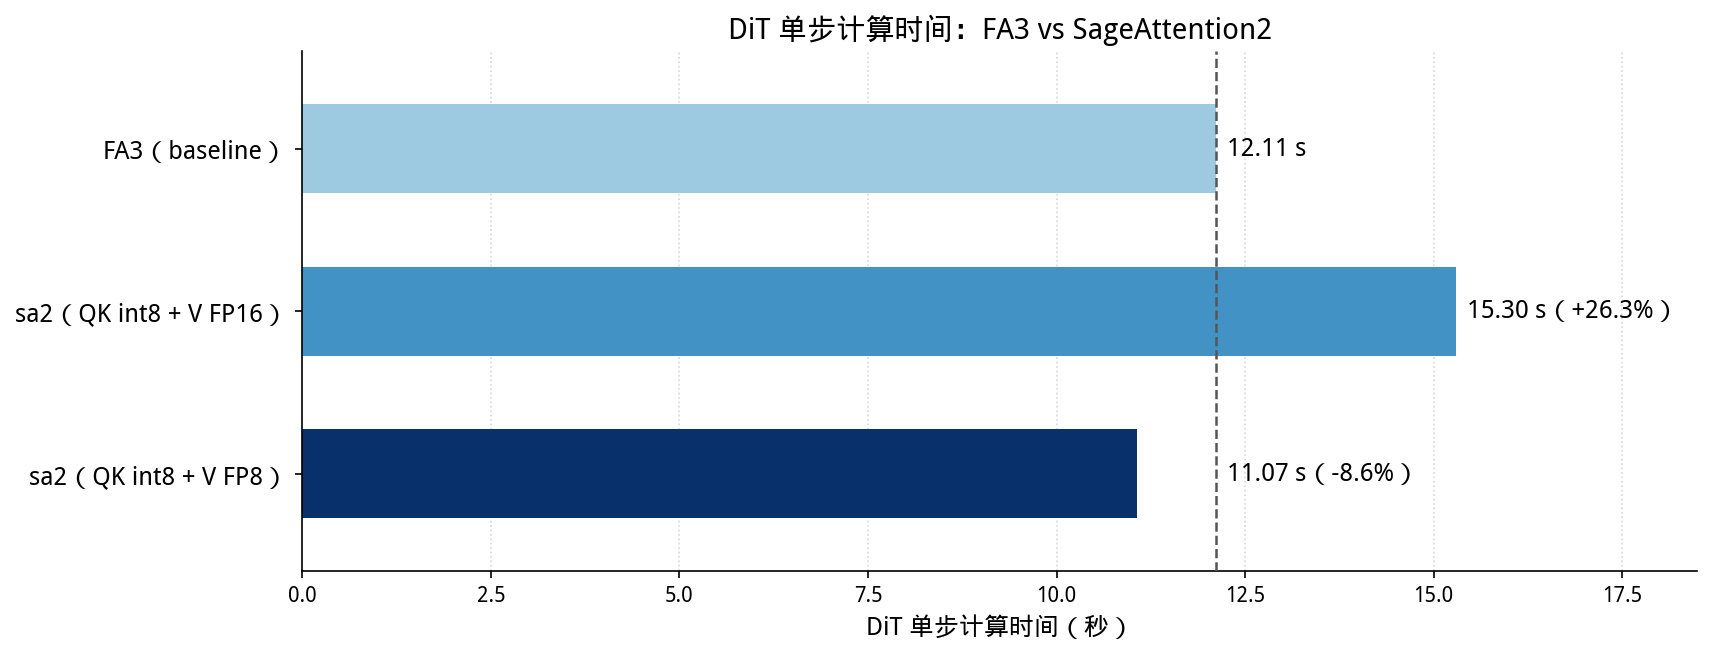 DiT 单步计算时间：FA3 vs SageAttention2
FA3（baseline）
12.11 s
sa2（QK int8 + V FP16）
15.30 s（+26.3%）
sa2（QK int8 + V FP8）
11.07 s（-8.6%）
0.0 2.5 5.0 7.5 10.0 12.5 15.0 17.5
DiT 单步计算时间（秒）